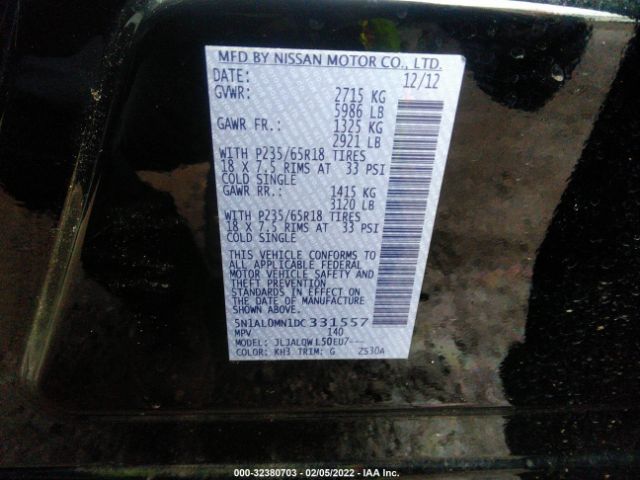 MFD BY NISSAN MOTOR CO., LTD.
DATE: 12/12
GVWR: 2715 KG
5986 LB
GAWR FR.: 1325 KG
2921 LB
WITH P235/65R18 TIRES
18 X 7.5 RIMS AT 33 PSI
COLD SINGLE
GAWR RR.: 1415 KG
3120 LB
WITH P235/65R18 TIRES
18 X 7.5 RIMS AT 33 PSI
COLD SINGLE
THIS VEHICLE CONFORMS TO
ALL APPLICABLE FEDERAL
MOTOR VEHICLE SAFETY AND
THEFT PREVENTION
STANDARDS IN EFFECT ON
THE DATE OF MANUFACTURE
SHOWN ABOVE.
5N1AL0MN1DC331557
MPV 140
MODEL: JLJALQWL50EU7---
COLOR: KH3 TRIM: G ZS30A
000-32380703 - 02/05/2022 - IAA Inc.